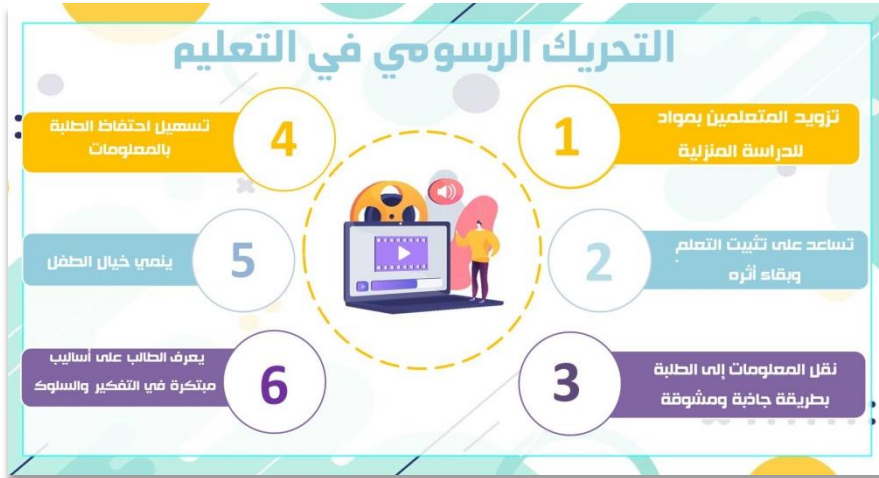 التحريك الرسومي في التعليم
1
تزويد المتعلمين بمواد
للدراسة المنزلية
2
تساعد على تثبيت التعلم
وبقاء أثره
3
نقل المعلومات إلى الطلبة
بطريقة جاذبة ومشوقة
4
تسهيل احتفاظ الطلبة
بالمعلومات
5
ينمي خيال الطفل
6
يعرف الطالب على أساليب
مبتكرة في التفكير والسلوك